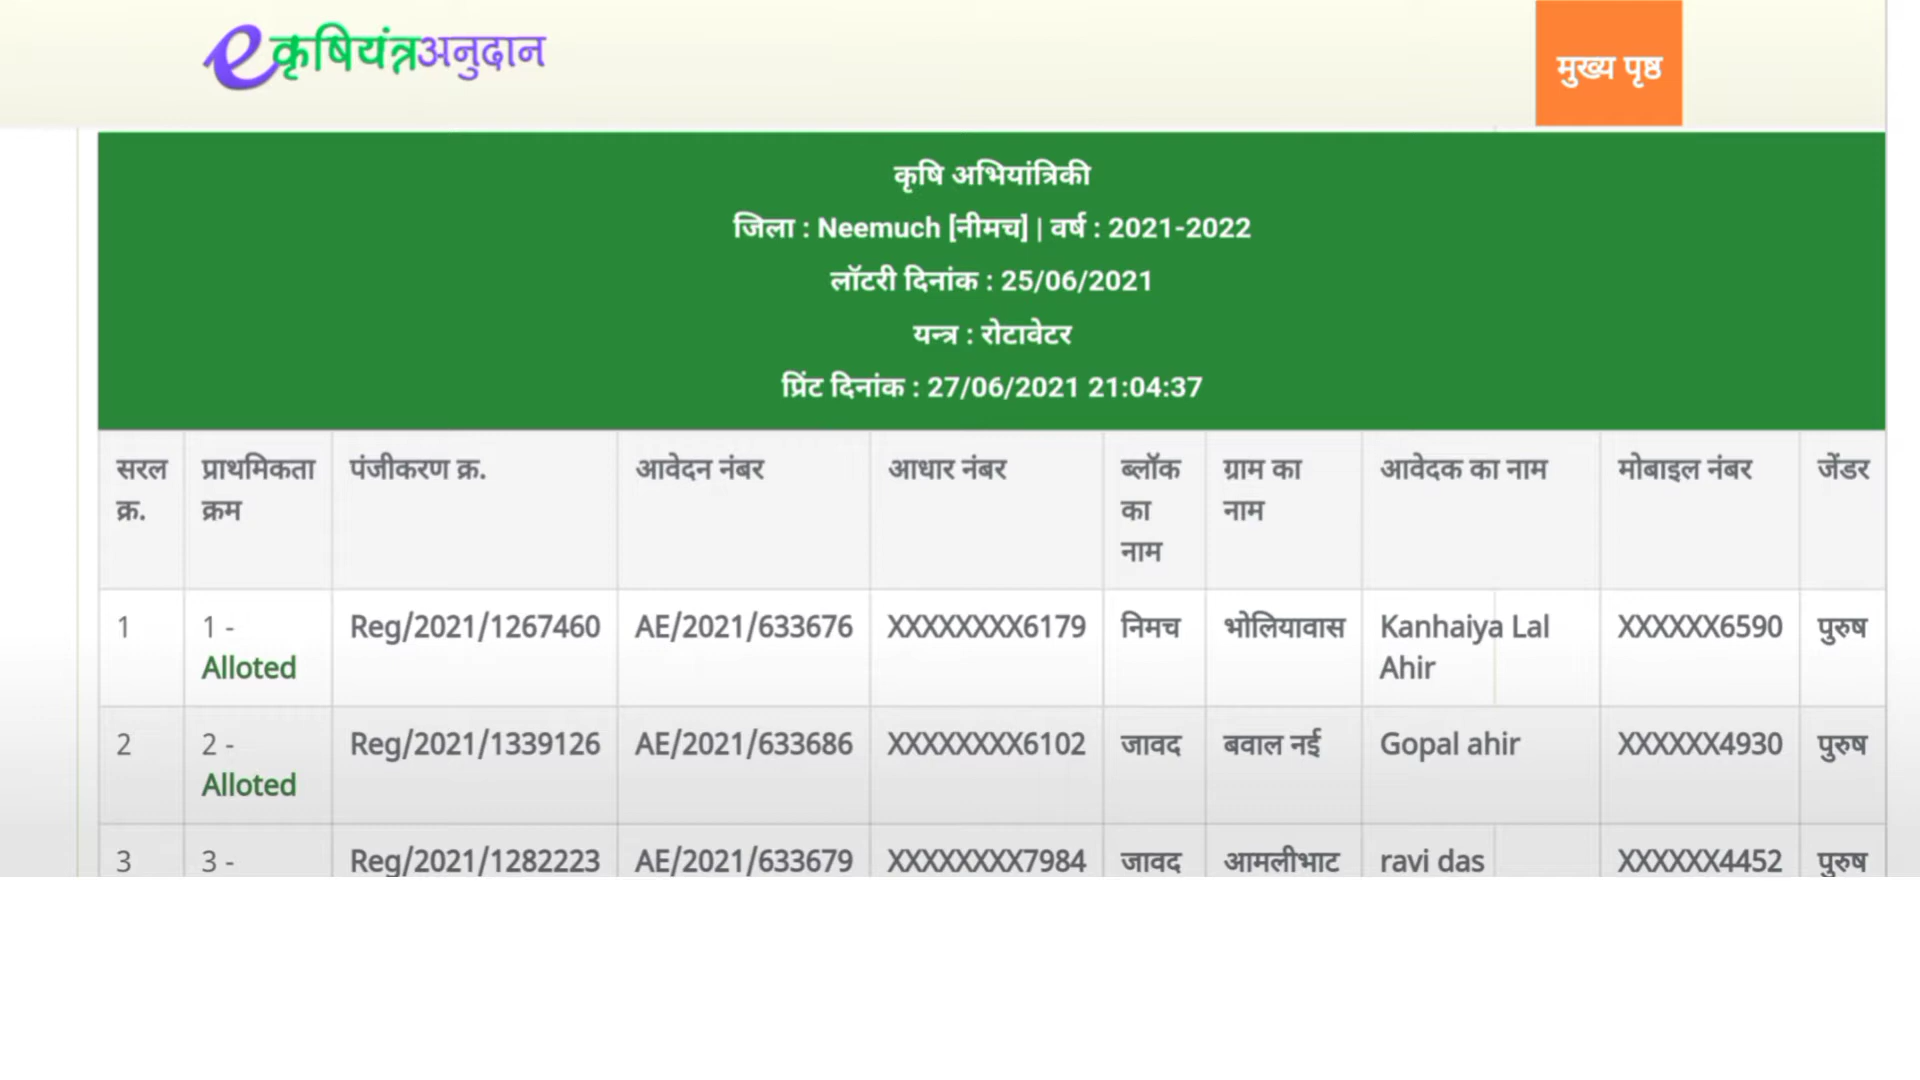 eकृषियंत्रअनुदान
मुख्य पृष्ठ
कृषि अभियांत्रिकी
जिला : Neemuch [नीमच] | वर्ष : 2021-2022
लॉटरी दिनांक : 25/06/2021
यन्त्र : रोटावेटर
प्रिंट दिनांक : 27/06/2021 21:04:37
सरल क्र. प्राथमिकता क्रम पंजीकरण क्र. आवेदन नंबर आधार नंबर ब्लॉक का नाम ग्राम का नाम आवेदक का नाम मोबाइल नंबर जेंडर
1 1 - Alloted Reg/2021/1267460 AE/2021/633676 XXXXXXXX6179 निमच भोलियावास Kanhaiya Lal Ahir XXXXXX6590 पुरुष
2 2 - Alloted Reg/2021/1339126 AE/2021/633686 XXXXXXXX6102 जावद बवाल नई Gopal ahir XXXXXX4930 पुरुष
3 3 - Reg/2021/1282223 AE/2021/633679 XXXXXXXX7984 जावद आमलीभाट ravi das XXXXXX4452 पुरुष